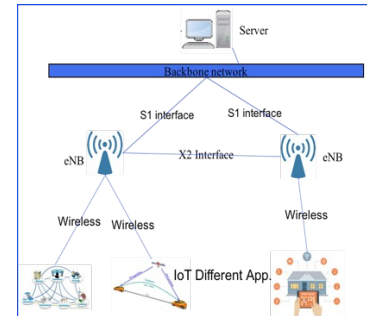 Server
Backbone network
S1 interface
S1 interface
eNB
X2 Interface
eNB
Wireless
Wireless
Wireless
IoT Different App.